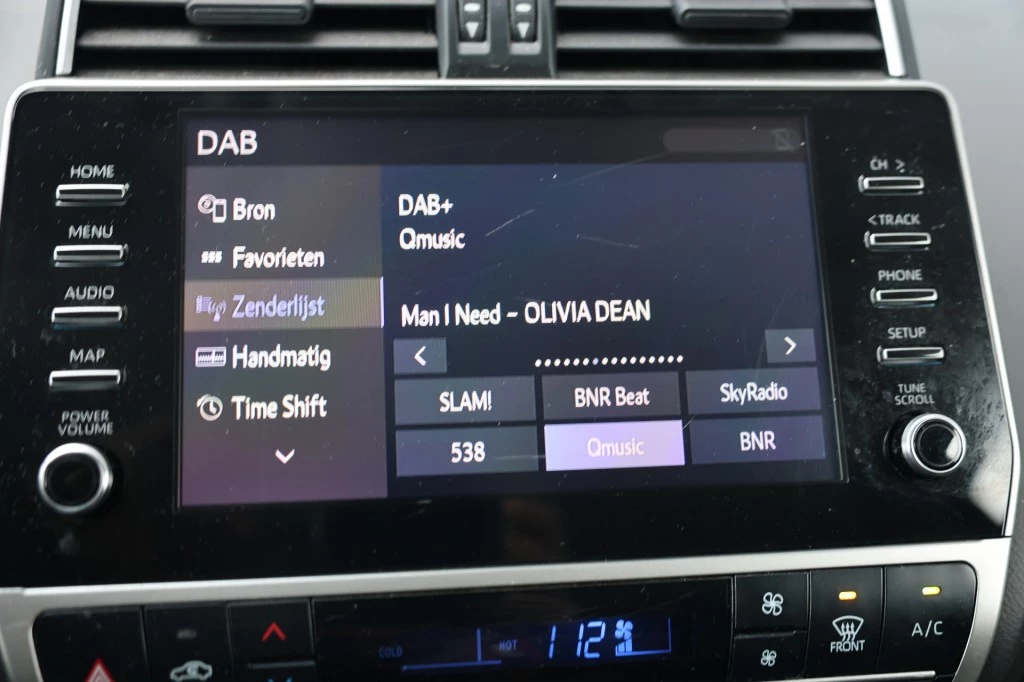 DAB
HOME
MENU
AUDIO
MAP
POWER
VOLUME
Bron
Favorieten
Zenderlijst
Handmatig
Time Shift
DAB+
Qmusic
Man I Need - OLIVIA DEAN
<
>
SLAM!
BNR Beat
SkyRadio
538
Qmusic
BNR
CH >
<TRACK
PHONE
SETUP
TUNE
SCROLL
COLD
HOT
112
FRONT
A/C